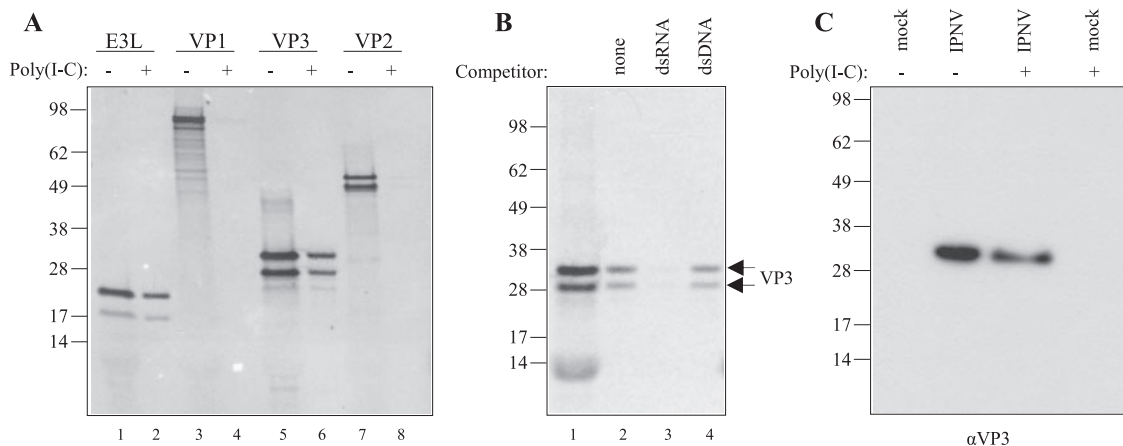 A
E3L VP1 VP3 VP2
Poly(I-C): - + - + - + - +
98
62
49
38
28
17
14
1 2 3 4 5 6 7 8
B
Competitor: none dsRNA dsDNA
98
62
49
38
28
17
14
VP3
1 2 3 4
C
mock IPNV IPNV mock
Poly(I-C): - - + +
98
62
49
38
28
17
14
αVP3